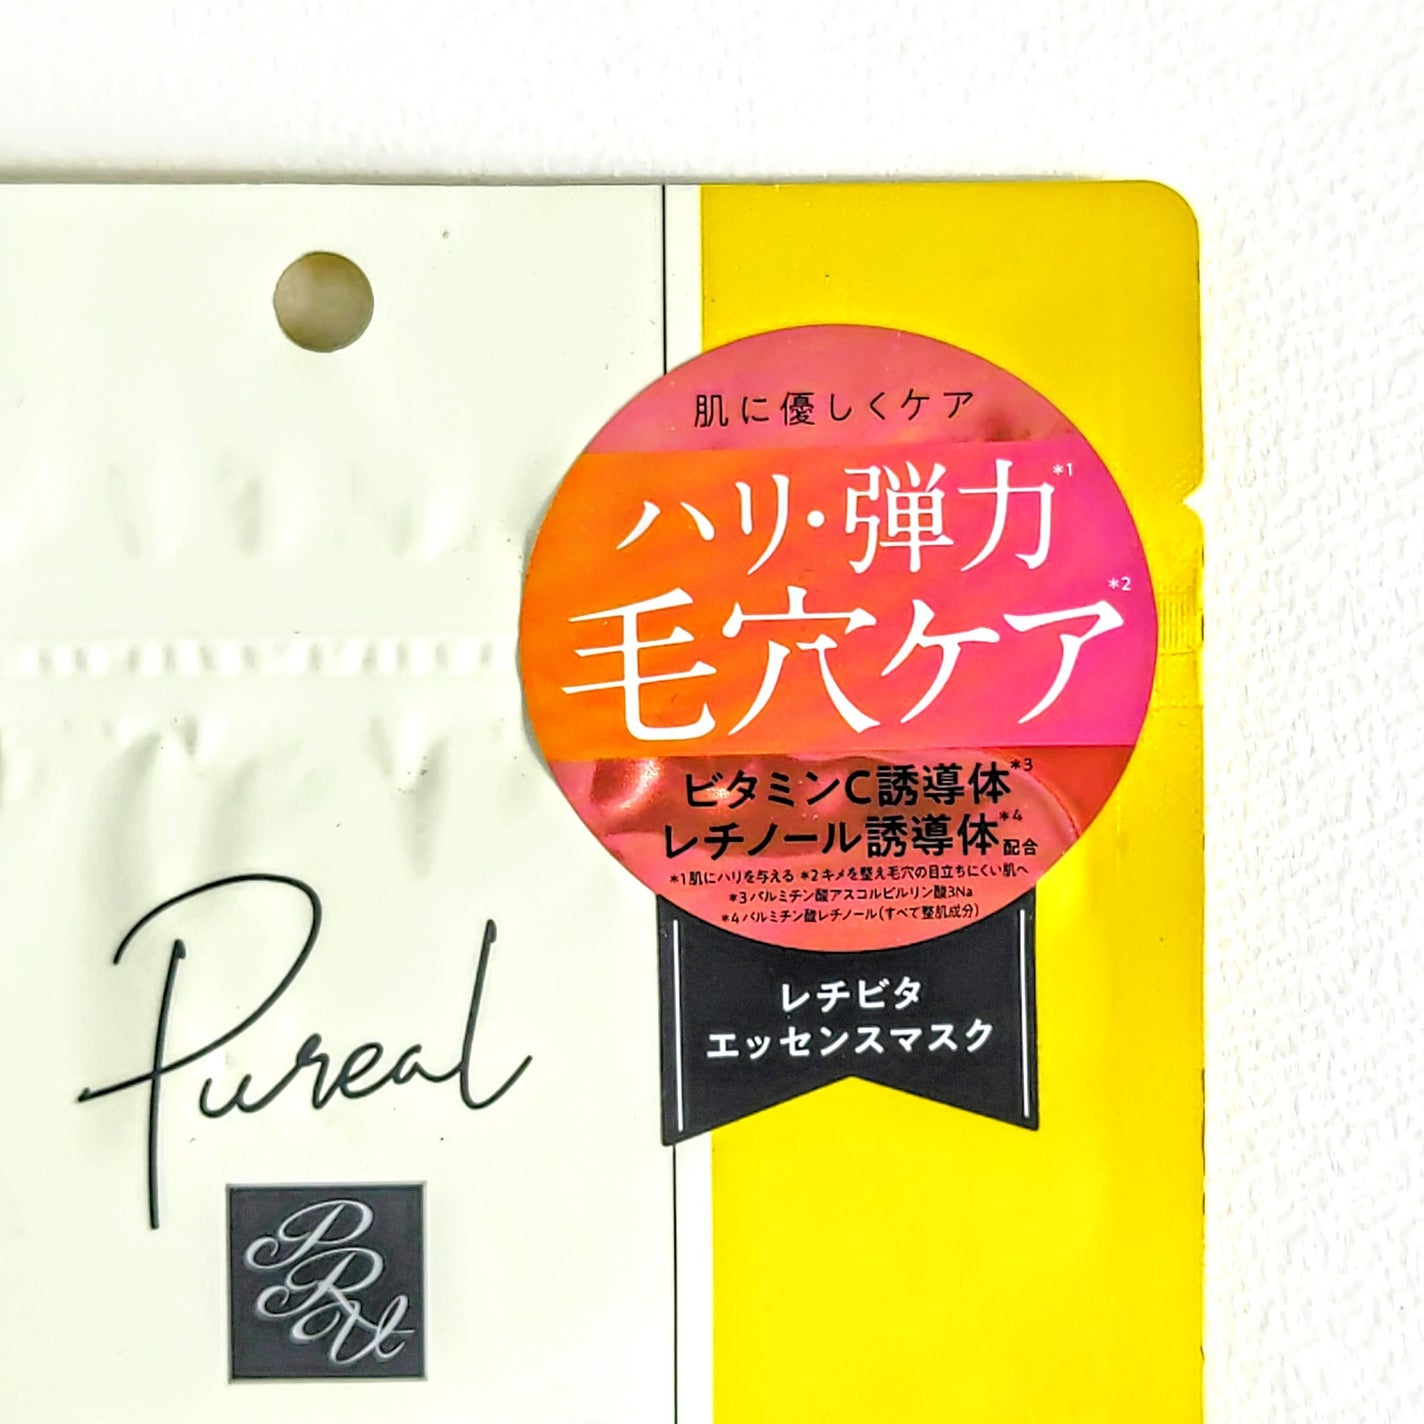 肌に優しくケア
ハリ・弾力*1
毛穴ケア*2
ビタミンC誘導体*3
レチノール誘導体*4配合
*1肌にハリを与える *2キメを整え毛穴の目立ちにくい肌へ
*3パルミチン酸アスコルビルリン酸3Na
*4パルミチン酸レチノール(すべて整肌成分)
レチビタ
エッセンスマスク
Pureal